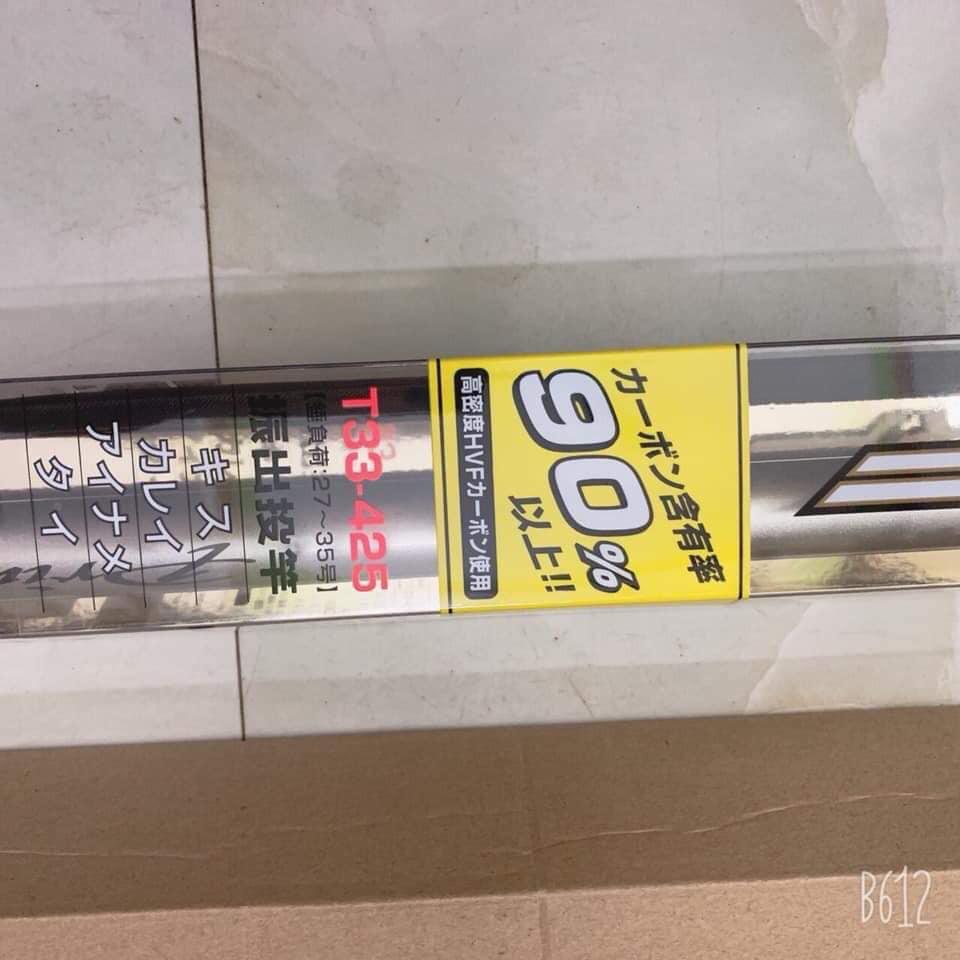 カーボン含有率
90%
以上!!
高密度HVFカーボン使用
T33-425
【錘負荷:27~35号】
振出投竿
キス
カレイ
アイナメ
タイ
B612